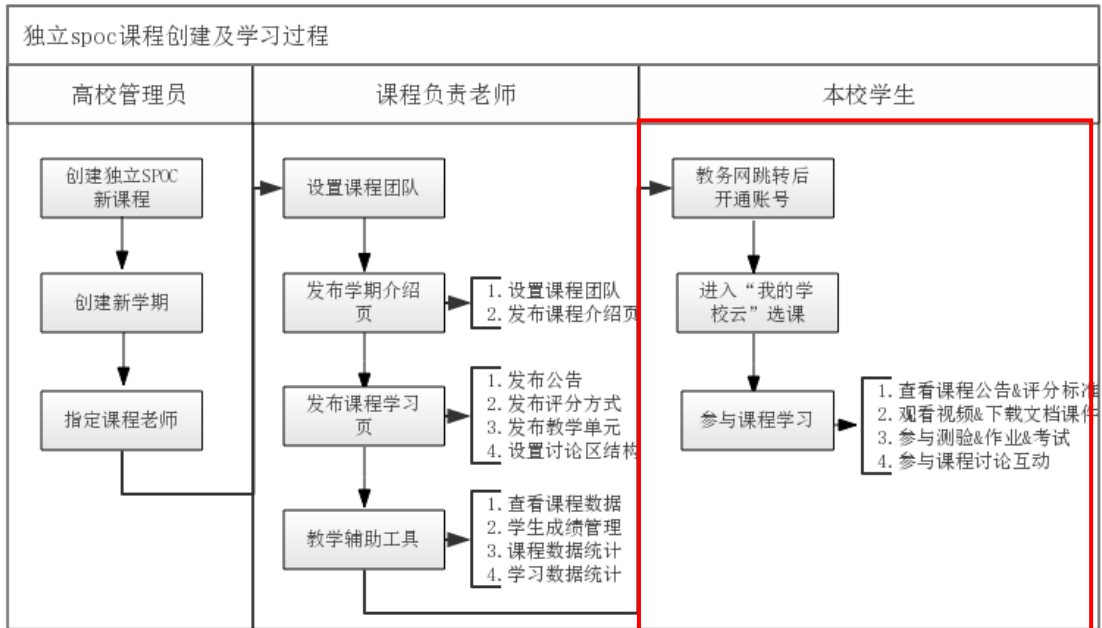 独立spoc课程创建及学习过程
高校管理员
课程负责老师
本校学生
创建独立SPOC
新课程
创建新学期
指定课程老师
设置课程团队
发布学期介绍
页
1. 设置课程团队
2. 发布课程介绍页
发布课程学习
页
1. 发布公告
2. 发布评分方式
3. 发布教学单元
4. 设置讨论区结构
教学辅助工具
1. 查看课程数据
2. 学生成绩管理
3. 课程数据统计
4. 学习数据统计
教务网跳转后
开通账号
进入“我的学
校云”选课
参与课程学习
1. 查看课程公告&评分标准
2. 观看视频&下载文档课件
3. 参与测验&作业&考试
4. 参与课程讨论互动